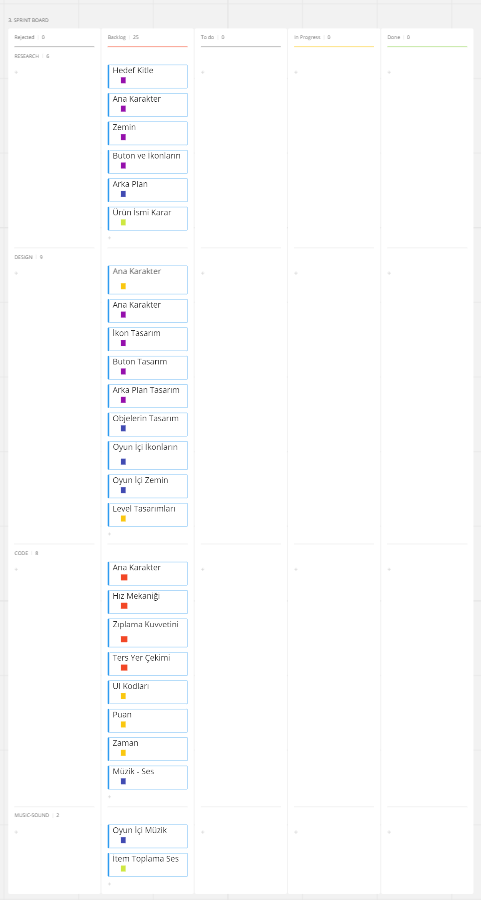 3. SPRINT BOARD
Rejected | 0
Backlog | 25
To do | 0
In Progress | 0
Done | 0
RESEARCH | 6
Hedef Kitle
Ana Karakter
Zemin
Buton ve İkonların
Arka Plan
Ürün İsmi Karar
DESIGN | 9
Ana Karakter
Ana Karakter
İkon Tasarım
Buton Tasarım
Arka Plan Tasarım
Objelerin Tasarım
Oyun İçi İkonların
Oyun İçi Zemin
Level Tasarımları
CODE | 8
Ana Karakter
Hız Mekaniği
Zıplama Kuvvetini
Ters Yer Çekimi
UI Kodları
Puan
Zaman
Müzik - Ses
MUSIC-SOUND | 2
Oyun İçi Müzik
Item Toplama Ses